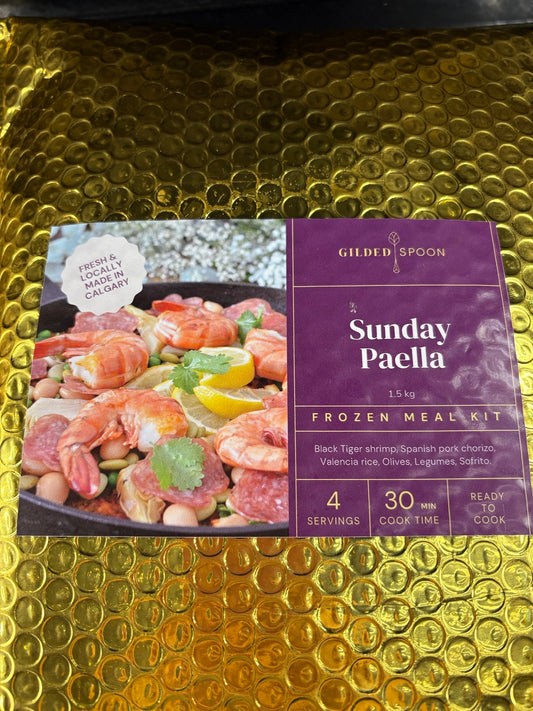 FRESH &
LOCALLY
MADE IN
CALGARY
GILDED SPOON
Sunday
Paella
1.5 kg
FROZEN MEAL KIT
Black Tiger shrimp, Spanish pork chorizo,
Valencia rice, Olives, Legumes, Sofrito.
4
SERVINGS
30 MIN
COOK TIME
READY
TO
COOK